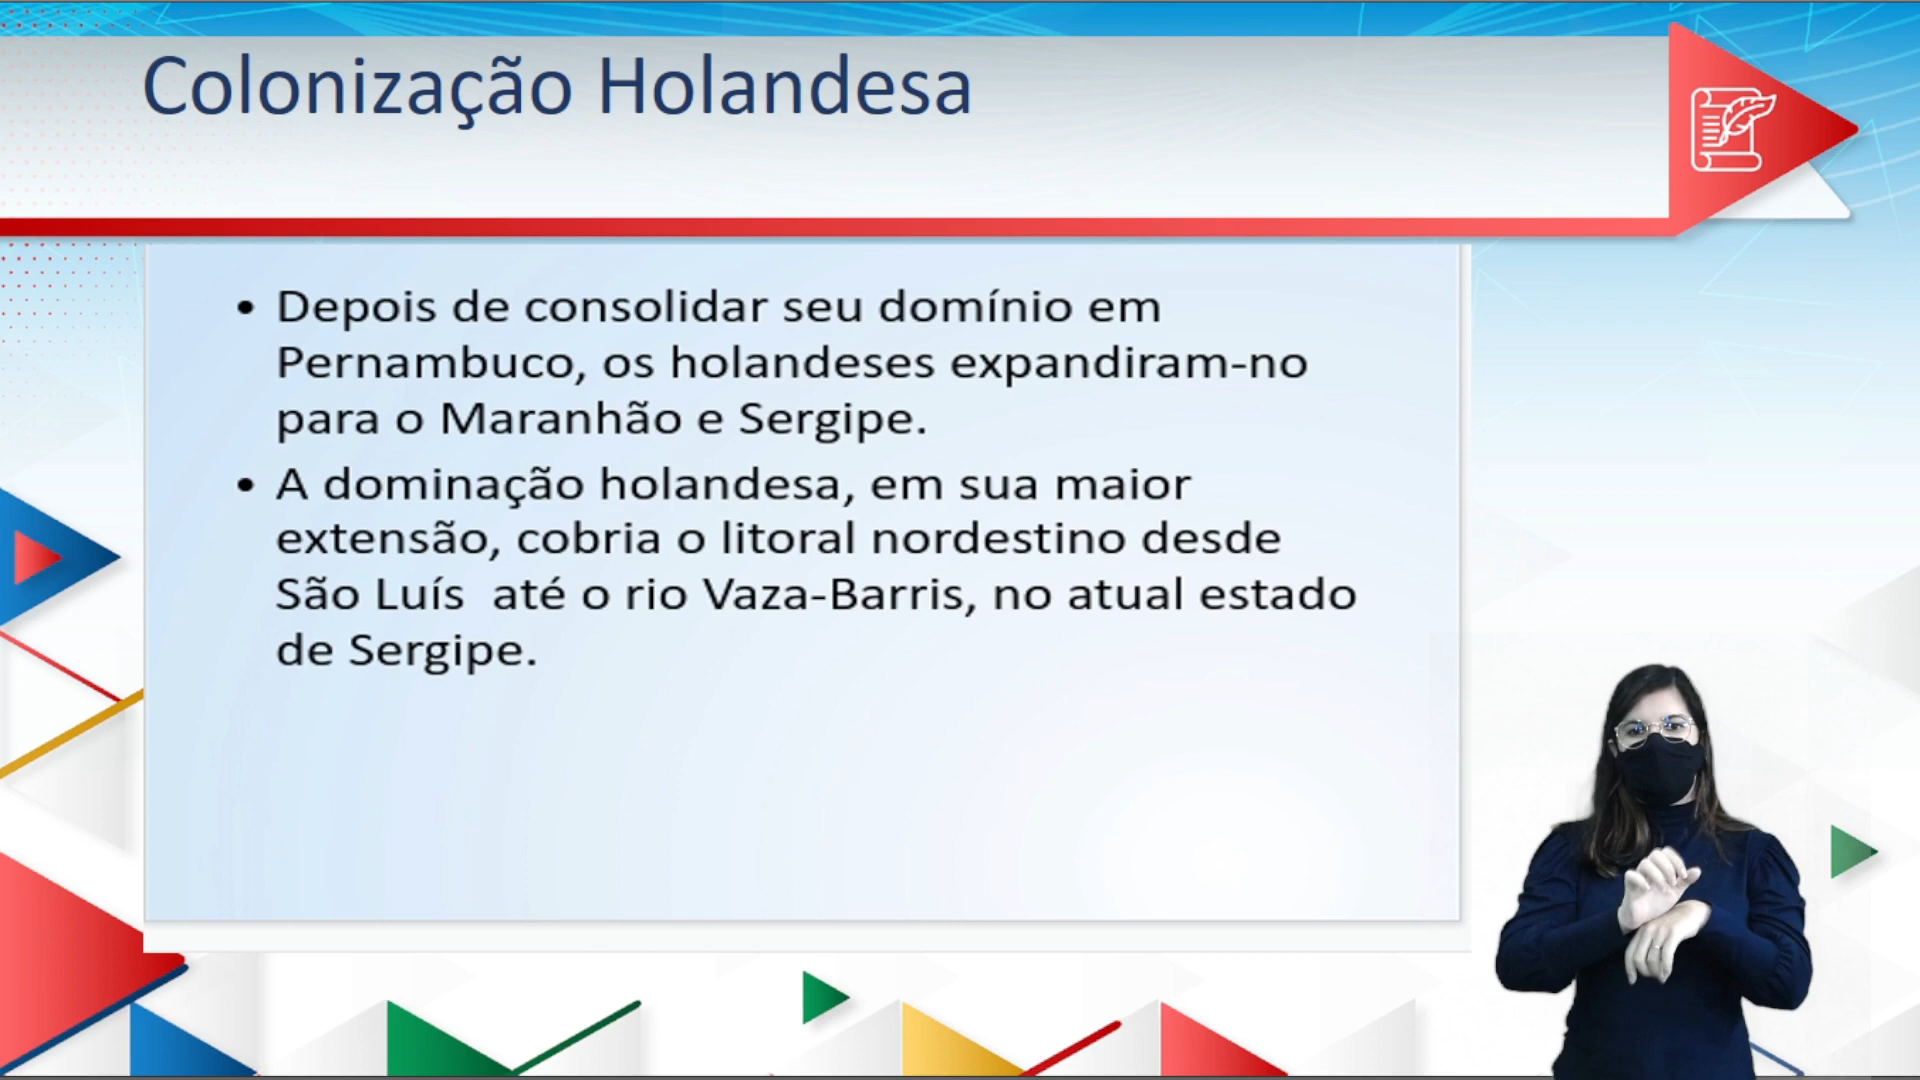 Colonização Holandesa
• Depois de consolidar seu domínio em
Pernambuco, os holandeses expandiram-no
para o Maranhão e Sergipe.
• A dominação holandesa, em sua maior
extensão, cobria o litoral nordestino desde
São Luís  até o rio Vaza-Barris, no atual estado
de Sergipe.